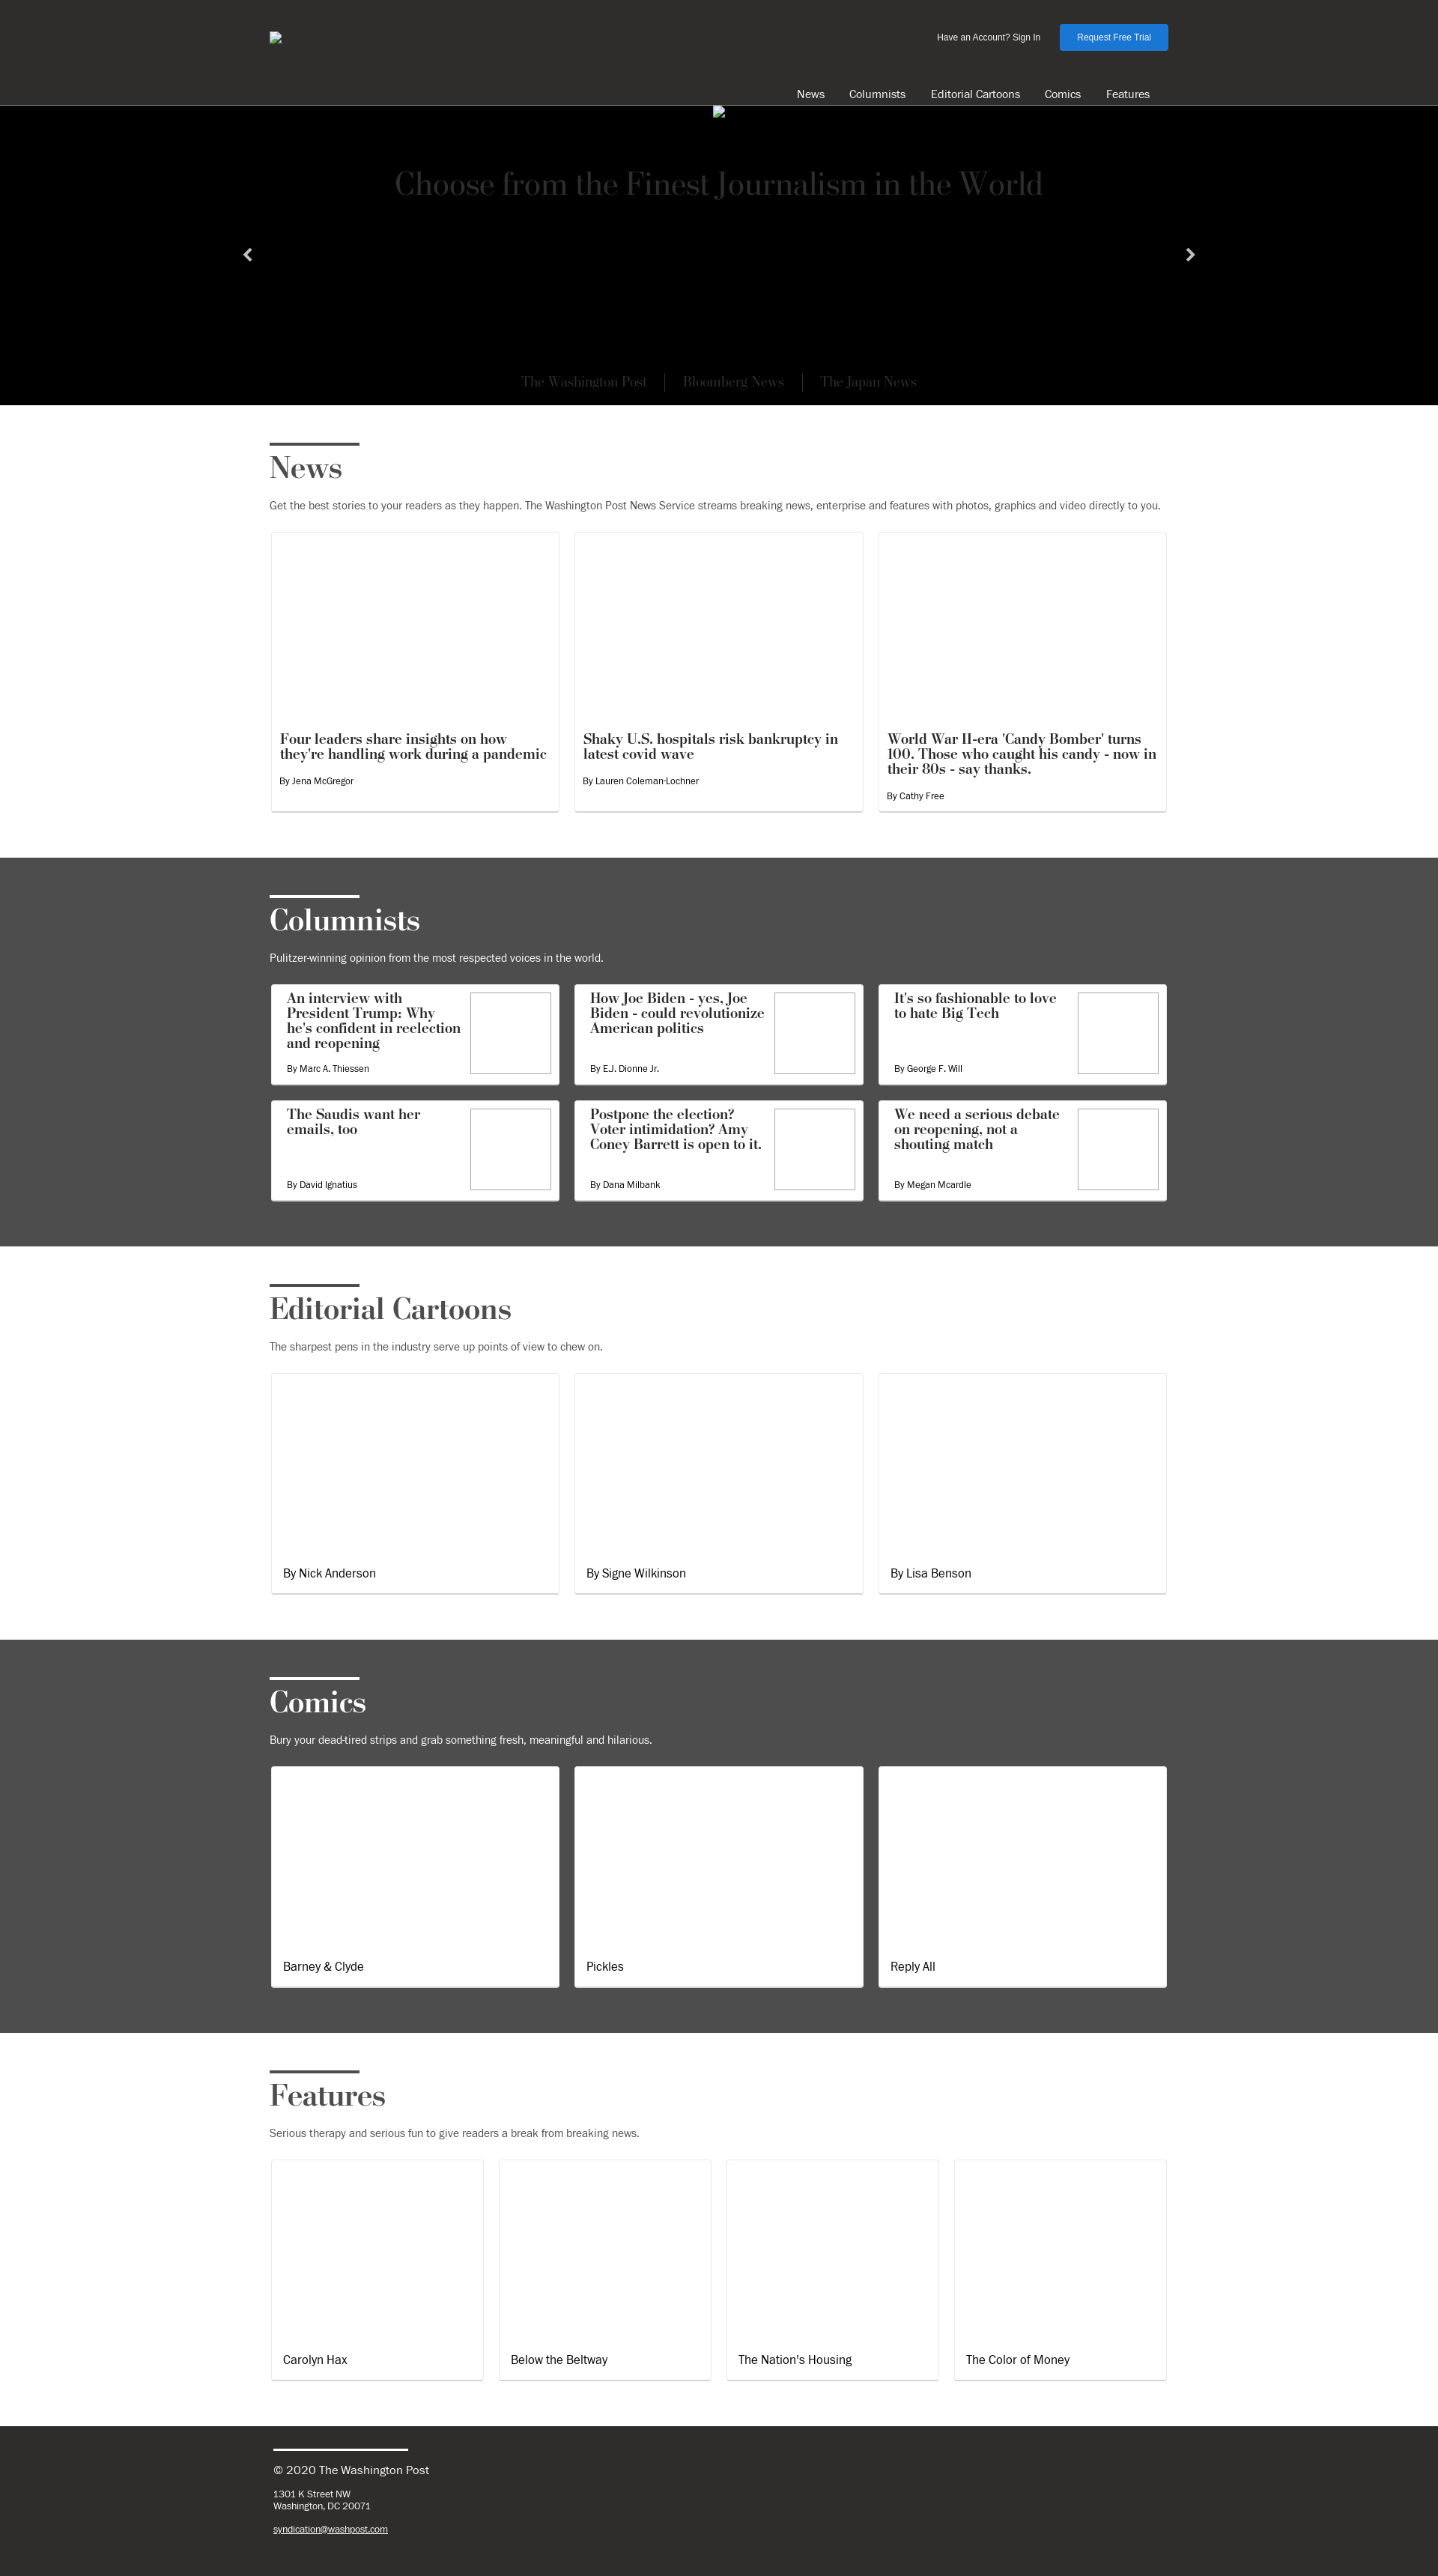 Have an Account? Sign In
Request Free Trial
News
Columnists
Editorial Cartoons
Comics
Features
Choose from the Finest Journalism in the World
The Washington Post
Bloomberg News
The Japan News
News
Get the best stories to your readers as they happen. The Washington Post News Service streams breaking news, enterprise and features with photos, graphics and video directly to you.
Four leaders share insights on how
they're handling work during a pandemic
By Jena McGregor
Shaky U.S. hospitals risk bankruptcy in
latest covid wave
By Lauren Coleman-Lochner
World War II-era 'Candy Bomber' turns
100. Those who caught his candy - now in
their 80s - say thanks.
By Cathy Free
Columnists
Pulitzer-winning opinion from the most respected voices in the world.
An interview with
President Trump: Why
he's confident in reelection
and reopening
By Marc A. Thiessen
How Joe Biden - yes, Joe
Biden - could revolutionize
American politics
By E.J. Dionne Jr.
It's so fashionable to love
to hate Big Tech
By George F. Will
The Saudis want her
emails, too
By David Ignatius
Postpone the election?
Voter intimidation? Amy
Coney Barrett is open to it.
By Dana Milbank
We need a serious debate
on reopening, not a
shouting match
By Megan Mcardle
Editorial Cartoons
The sharpest pens in the industry serve up points of view to chew on.
By Nick Anderson
By Signe Wilkinson
By Lisa Benson
Comics
Bury your dead-tired strips and grab something fresh, meaningful and hilarious.
Barney & Clyde
Pickles
Reply All
Features
Serious therapy and serious fun to give readers a break from breaking news.
Carolyn Hax
Below the Beltway
The Nation's Housing
The Color of Money
© 2020 The Washington Post
1301 K Street NW
Washington, DC 20071
syndication@washpost.com